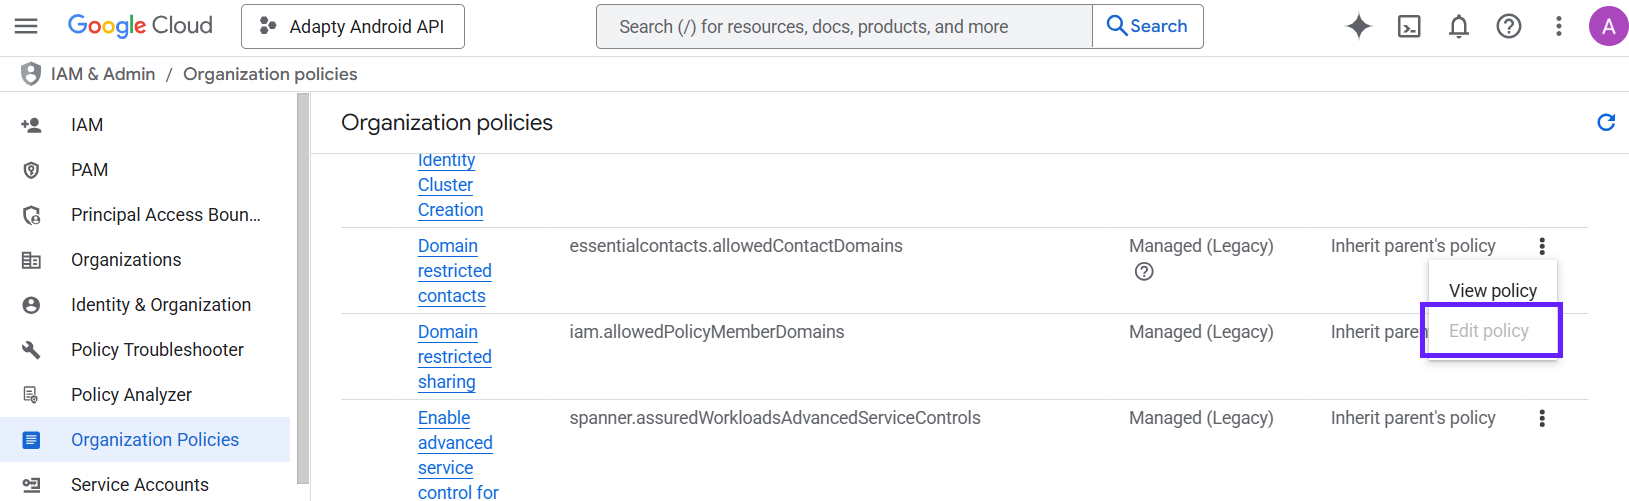 Google Cloud
Adapty Android API
Search (/) for resources, docs, products, and more
Search
A
IAM & Admin / Organization policies
IAM
PAM
Principal Access Boun...
Organizations
Identity & Organization
Policy Troubleshooter
Policy Analyzer
Organization Policies
Service Accounts
Organization policies
Identity
Cluster
Creation
Domain
restricted
contacts
essentialcontacts.allowedContactDomains
Managed (Legacy)
Inherit parent's policy
View policy
Edit policy
Domain
restricted
sharing
iam.allowedPolicyMemberDomains
Managed (Legacy)
Inherit paren
Enable
advanced
service
control for
spanner.assuredWorkloadsAdvancedServiceControls
Managed (Legacy)
Inherit parent's policy